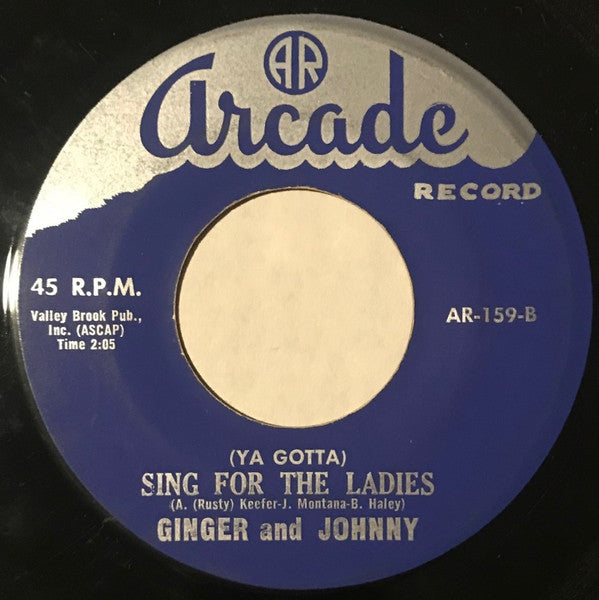 AR
Arcade
RECORD
45 R.P.M.
Valley Brook Pub.,
Inc. (ASCAP)
Time 2:05
AR-159-B
(YA GOTTA)
SING FOR THE LADIES
(A. (Rusty) Keefer-J. Montana-B. Haley)
GINGER and JOHNNY